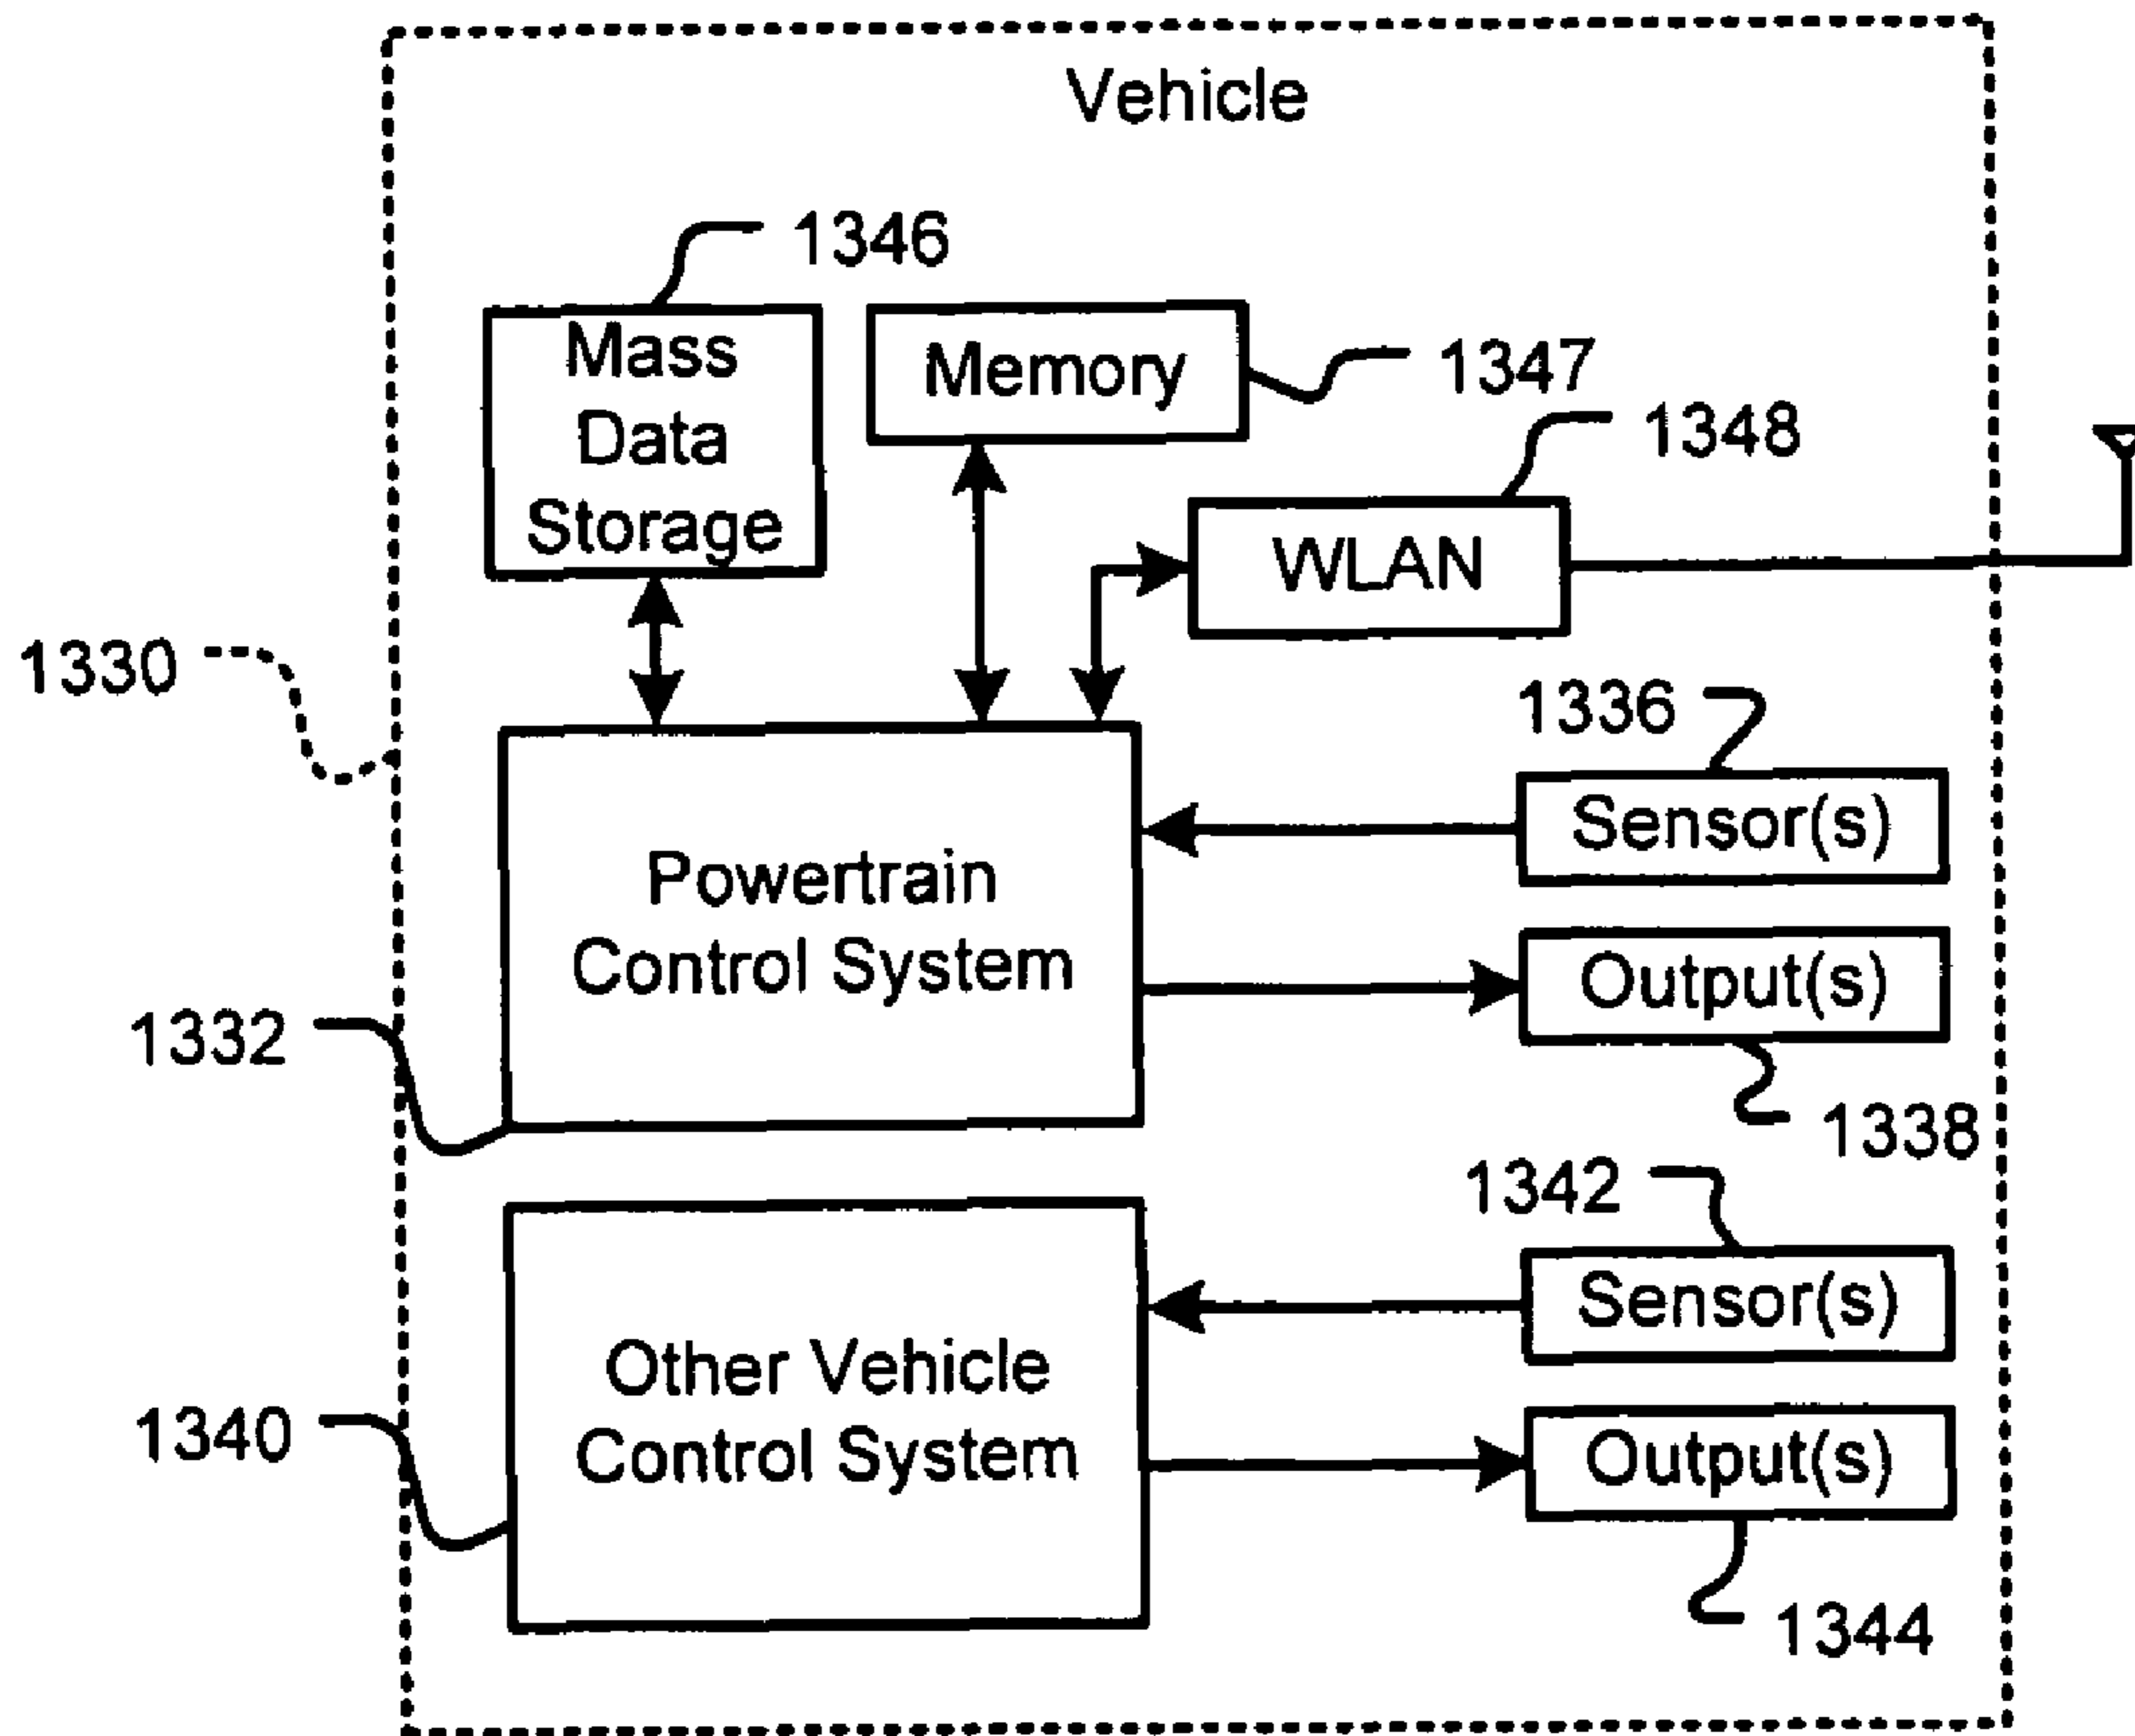 Vehicle
1346
Mass
Data
Storage
Memory
1347
1348
WLAN
1330
1336
Sensor(s)
Powertrain
Control System
Output(s)
1332
1338
1342
Sensor(s)
Other Vehicle
Control System
1340
Output(s)
1344